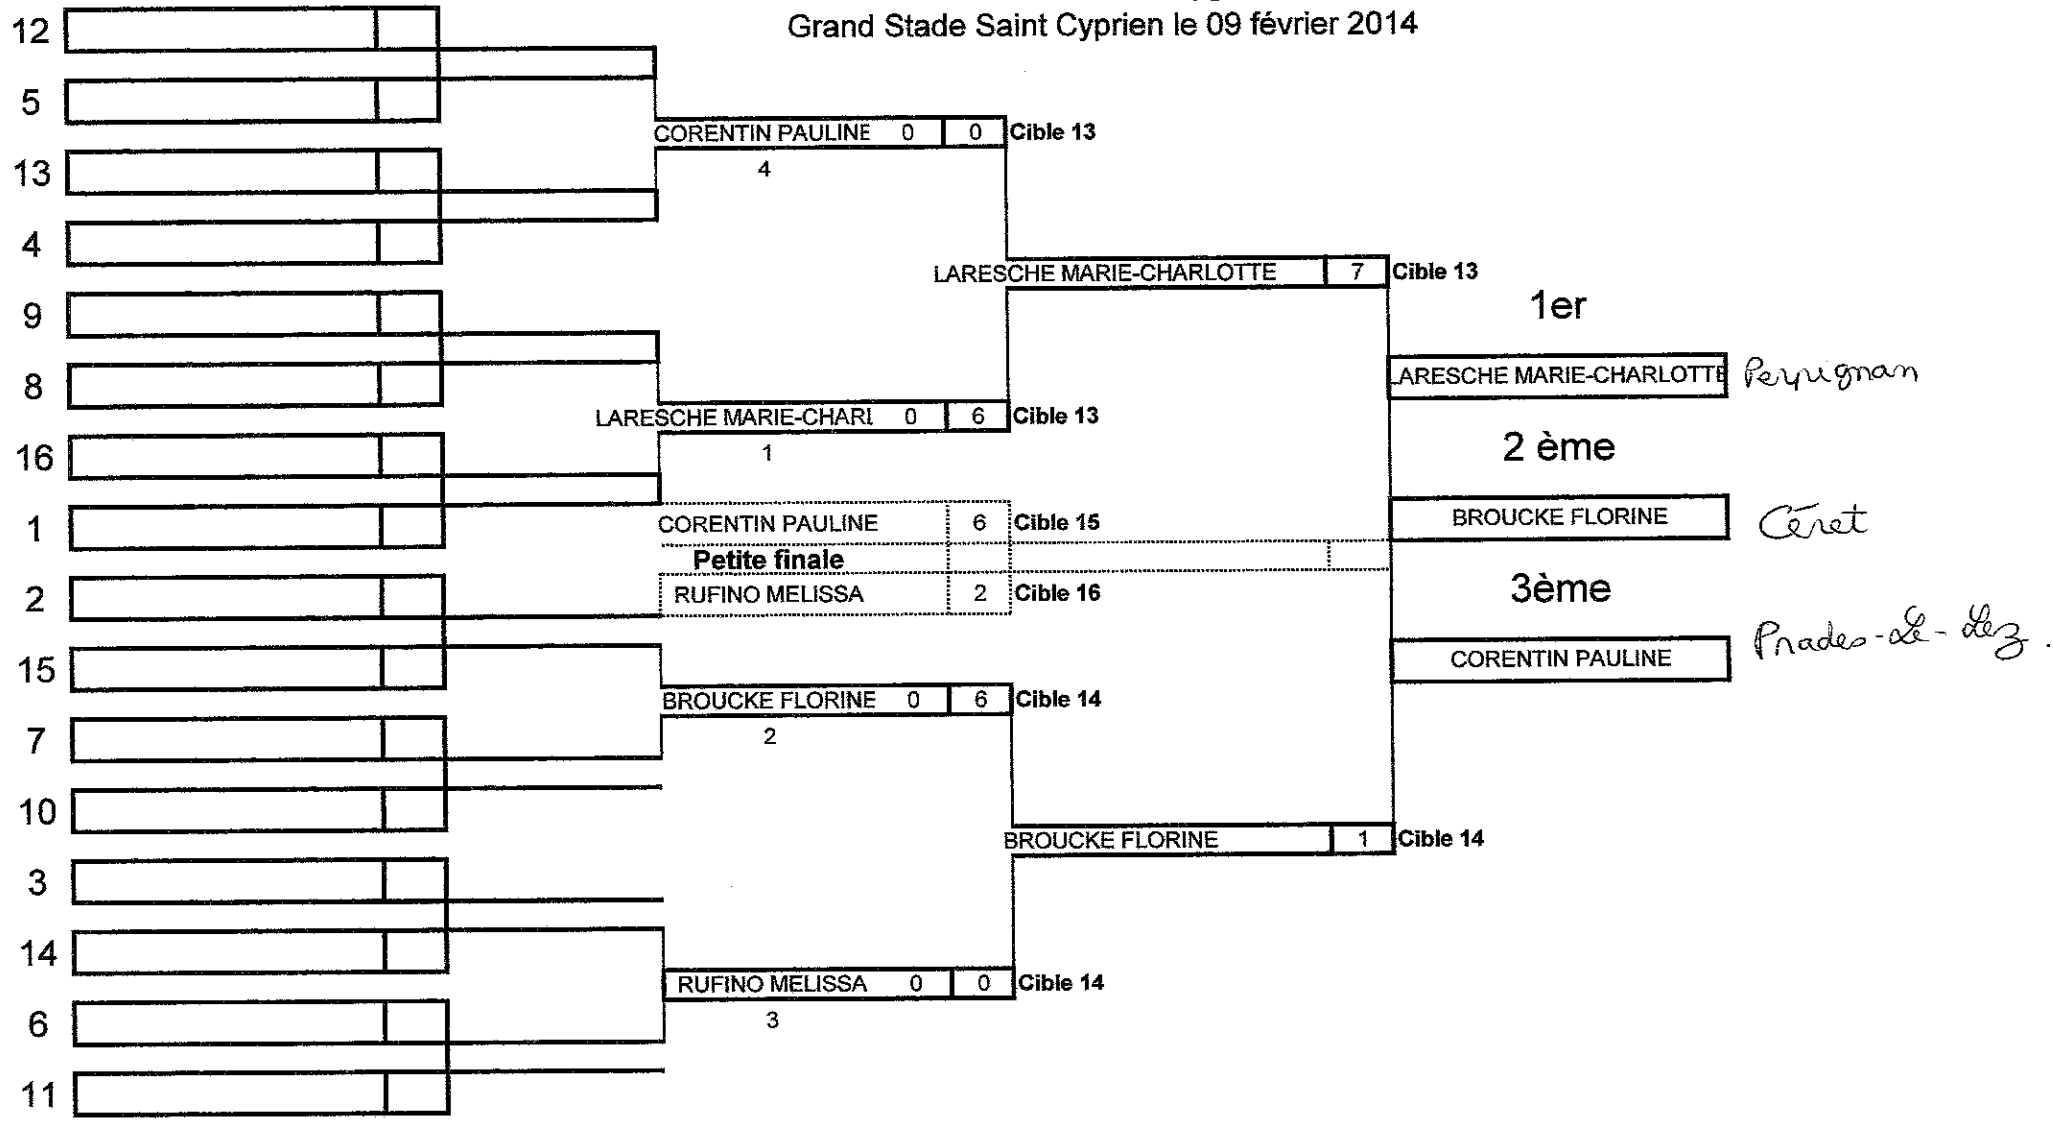 Grand Stade Saint Cyprien le 09 février 2014
12
5
CORENTIN PAULINE 0 0 Cible 13
13
4
4
LARESCHE MARIE-CHARLOTTE 7 Cible 13
9
1er
8
LARESCHE MARIE-CHARLOTTE Perpignan
LARESCHE MARIE-CHARL 0 6 Cible 13
16
1
2 ème
1
CORENTIN PAULINE 6 Cible 15
BROUCKE FLORINE Céret
Petite finale
2
RUFINO MELISSA 2 Cible 16
3ème
15
CORENTIN PAULINE Prades-Le-Lez.
BROUCKE FLORINE 0 6 Cible 14
7
2
10
BROUCKE FLORINE 1 Cible 14
3
14
RUFINO MELISSA 0 0 Cible 14
6
3
11